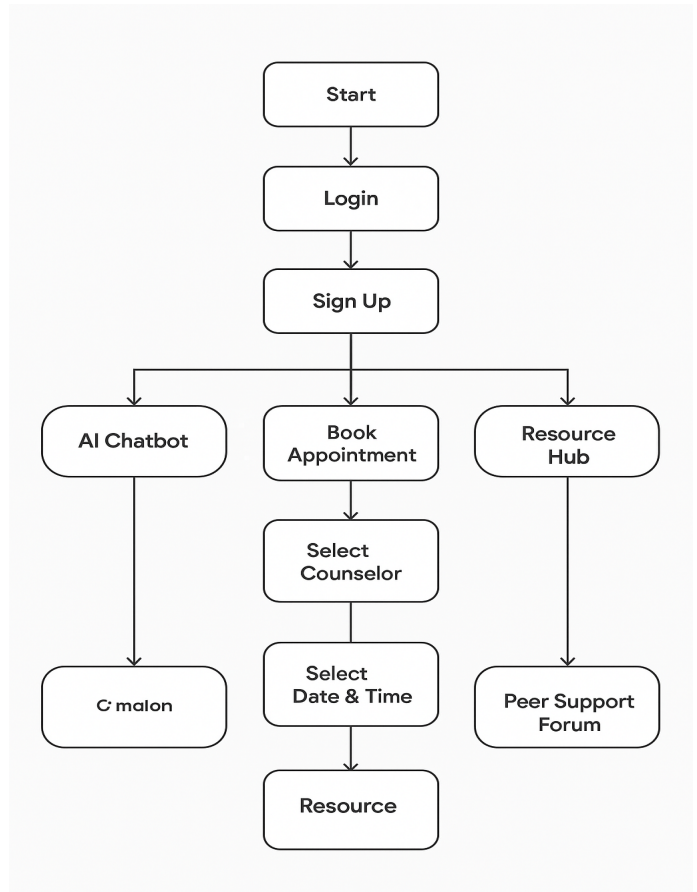 Start
Login
Sign Up
AI Chatbot
Book
Appointment
Resource
Hub
Select
Counselor
Select
Date & Time
Peer Support
Forum
Resource